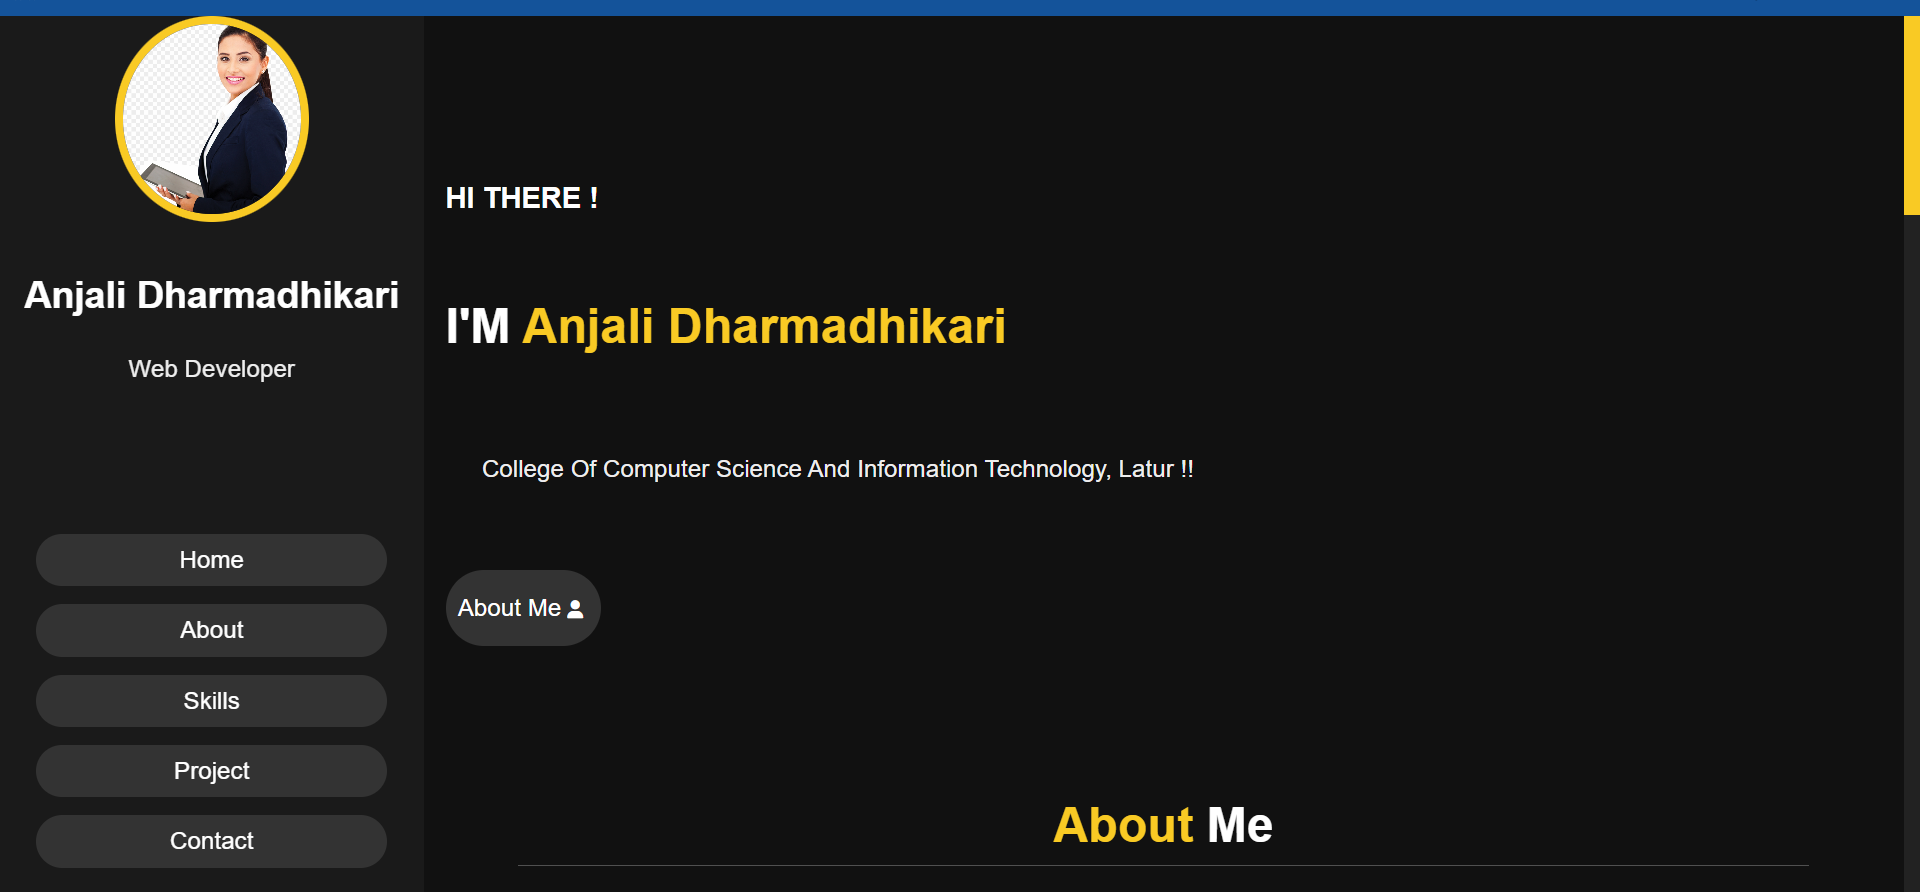 Anjali Dharmadhikari
Web Developer
Home
About
Skills
Project
Contact
HI THERE !
I'M Anjali Dharmadhikari
College Of Computer Science And Information Technology, Latur !!
About Me
About Me